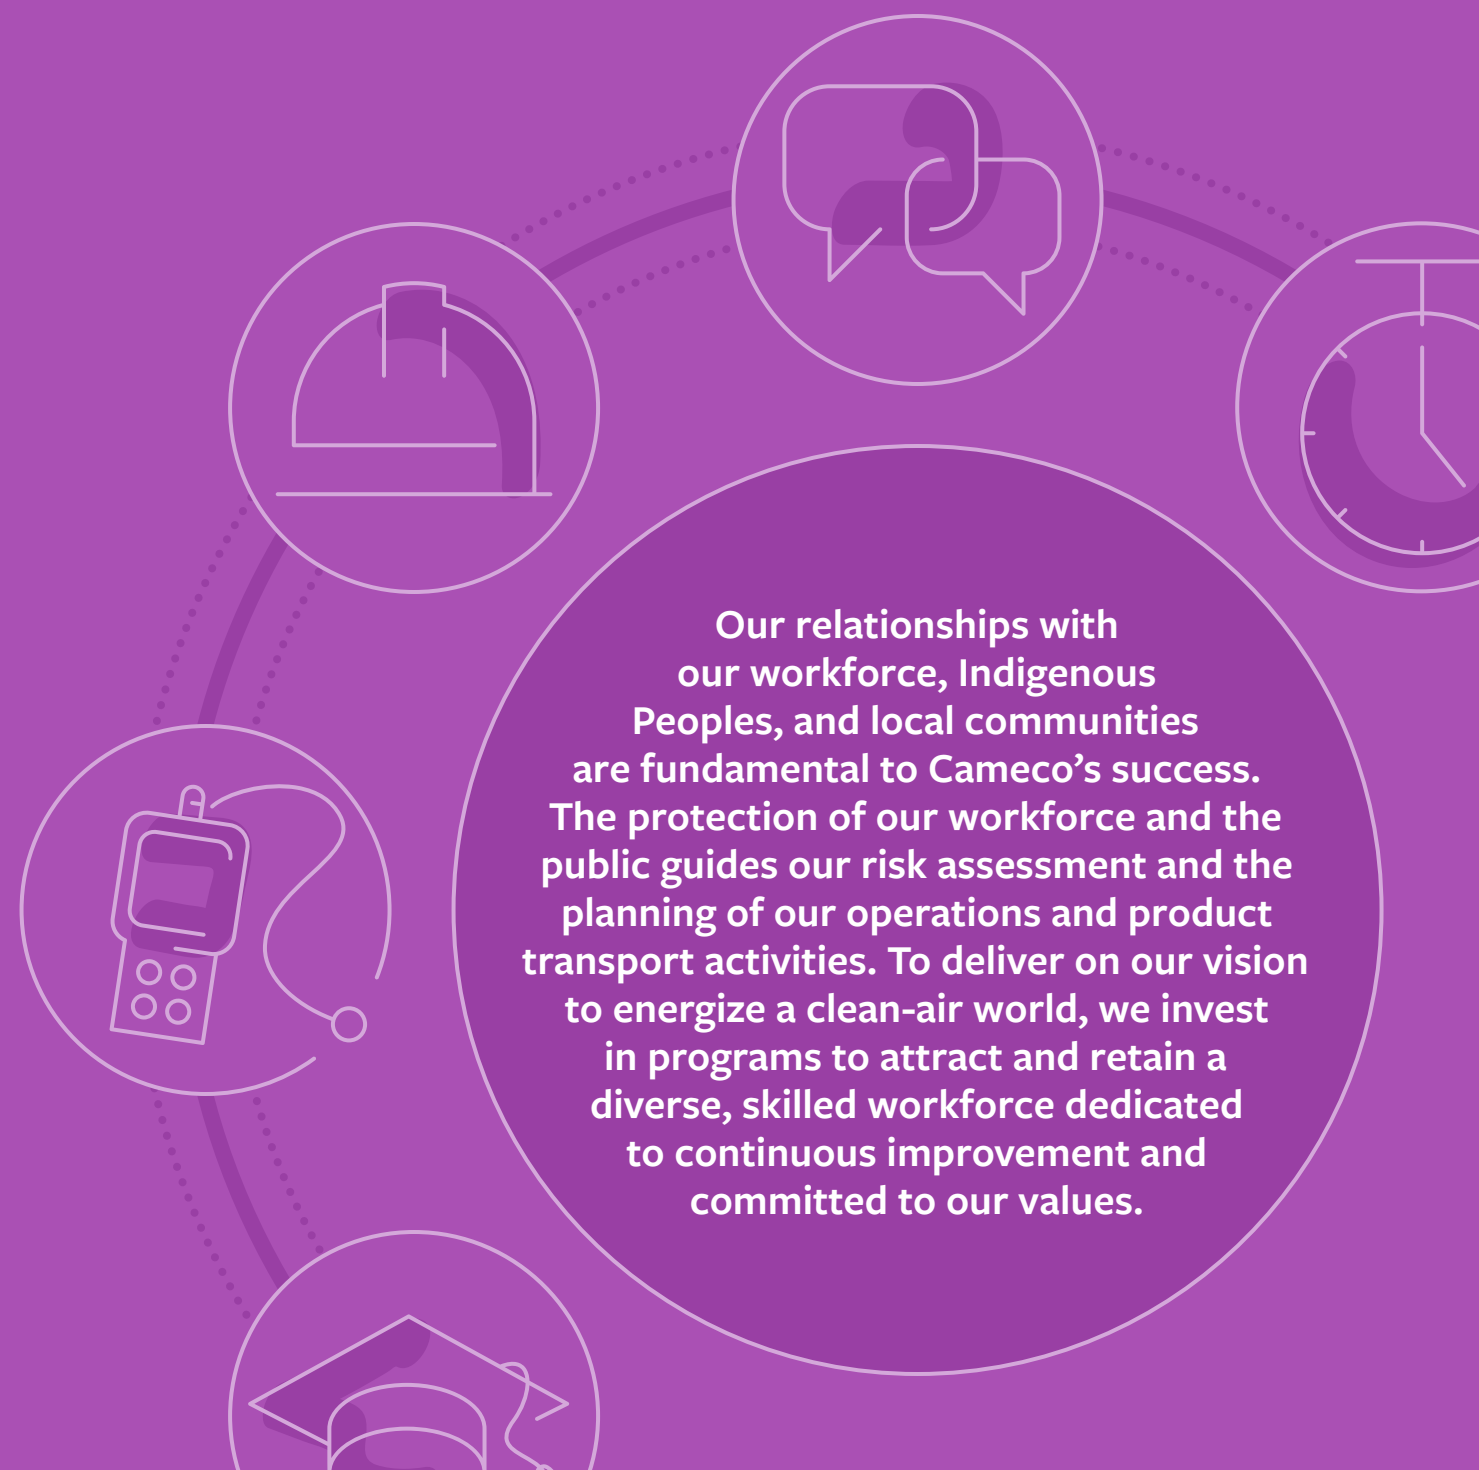 Our relationships with
our workforce, Indigenous
Peoples, and local communities
are fundamental to Cameco’s success.
The protection of our workforce and the
public guides our risk assessment and the
planning of our operations and product
transport activities. To deliver on our vision
to energize a clean-air world, we invest
in programs to attract and retain a
diverse, skilled workforce dedicated
to continuous improvement and
committed to our values.